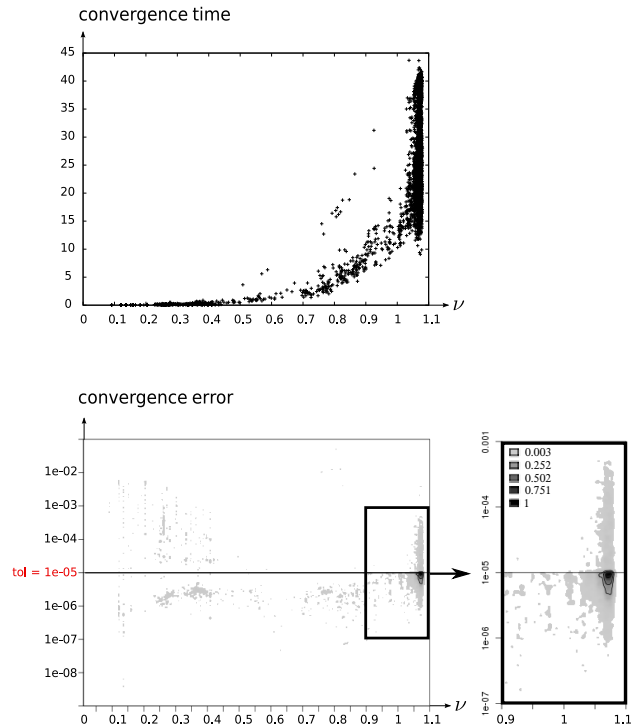 convergence time
45
40
35
30
25
20
15
10
5
0
0 0.1 0.2 0.3 0.4 0.5 0.6 0.7 0.8 0.9 1 1.1 ν
convergence error
1e-02
1e-03
1e-04
tol = 1e-05
1e-06
1e-07
1e-08
0 0.1 0.2 0.3 0.4 0.5 0.6 0.7 0.8 0.9 1 1.1 ν
0.001
1e-04
1e-05
1e-06
1e-07
0.003
0.252
0.502
0.751
1
0.9 1 1.1